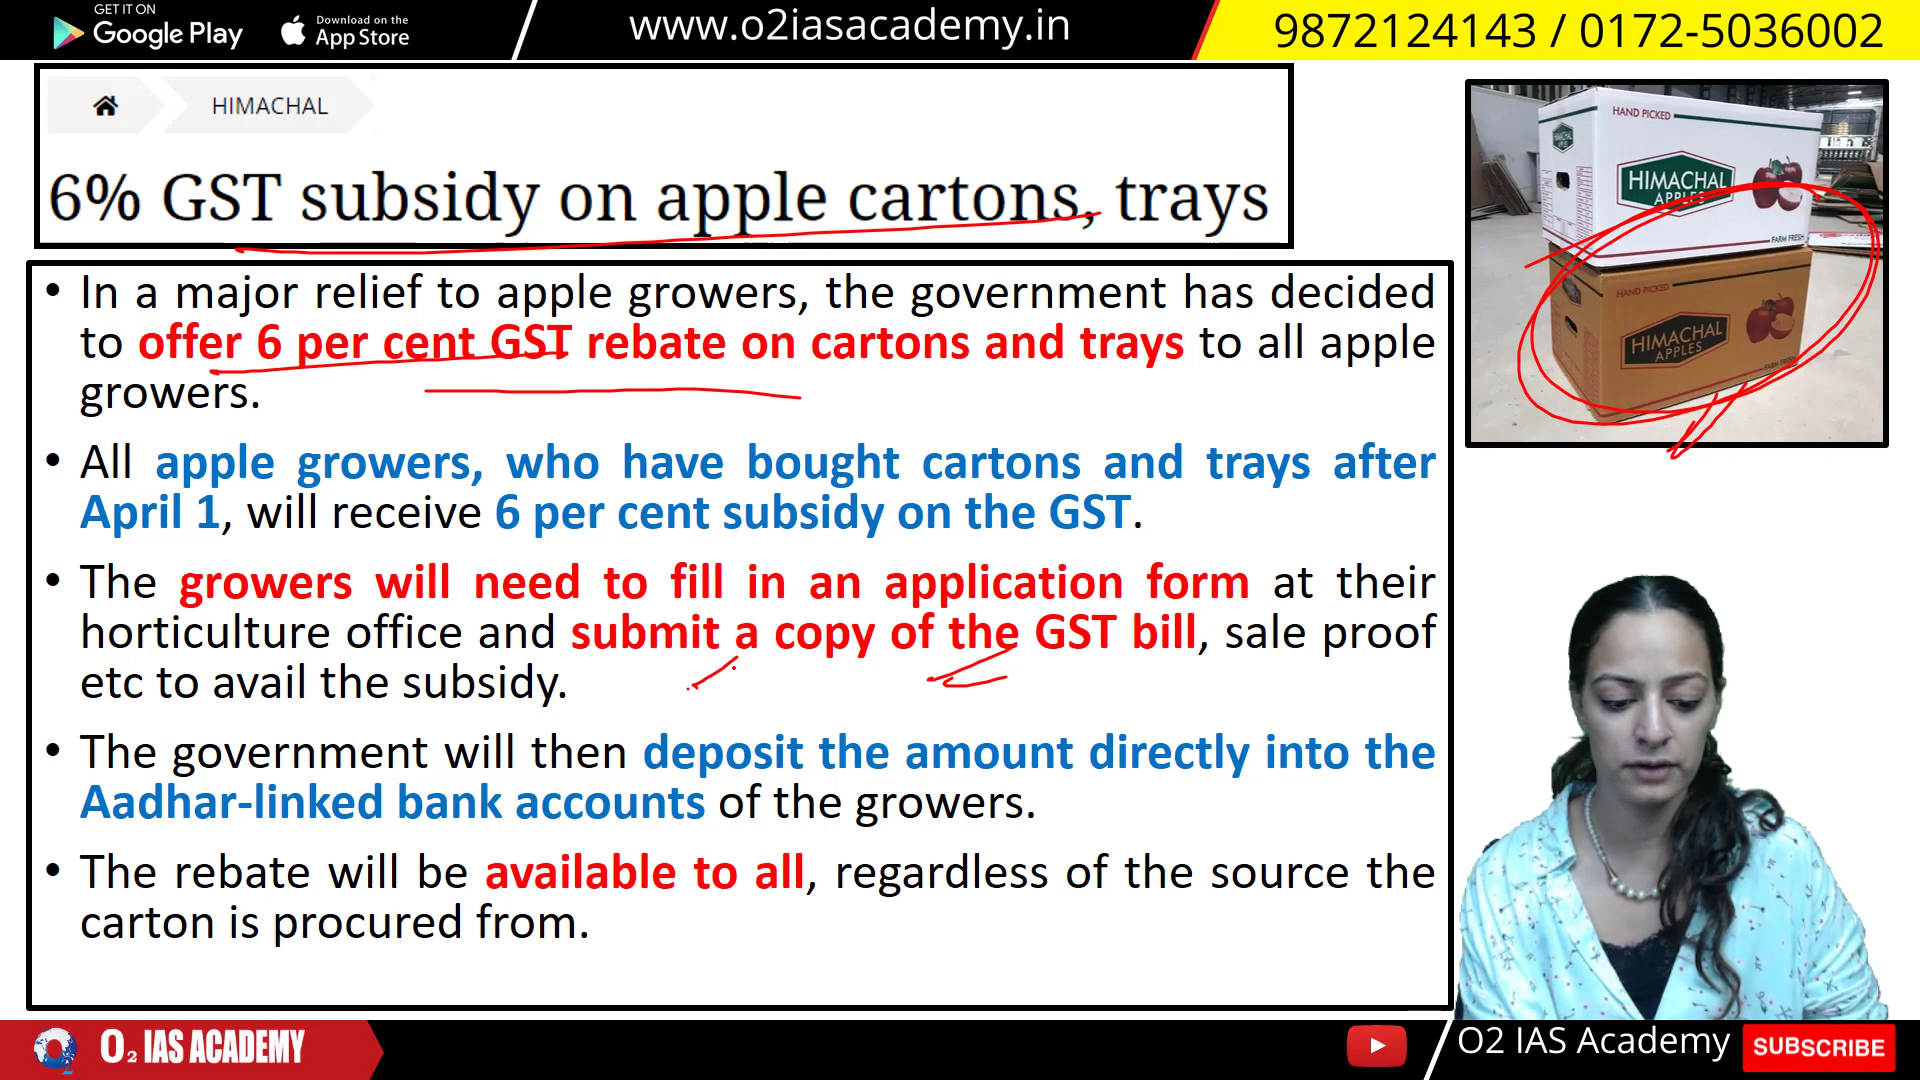 GET IT ON
Google Play
Download on the
App Store
www.o2iasacademy.in
9872124143 / 0172-5036002
HIMACHAL
6% GST subsidy on apple cartons, trays
• In a major relief to apple growers, the government has decided
to offer 6 per cent GST rebate on cartons and trays to all apple
growers.
• All apple growers, who have bought cartons and trays after
April 1, will receive 6 per cent subsidy on the GST.
• The growers will need to fill in an application form at their
horticulture office and submit a copy of the GST bill, sale proof
etc to avail the subsidy.
• The government will then deposit the amount directly into the
Aadhar-linked bank accounts of the growers.
• The rebate will be available to all, regardless of the source the
carton is procured from.
HAND PICKED
HIMACHAL
APPLES
FARM FRESH
HAND PICKED
HIMACHAL
APPLES
FARM FRESH
O2 IAS ACADEMY
O2 IAS Academy
SUBSCRIBE